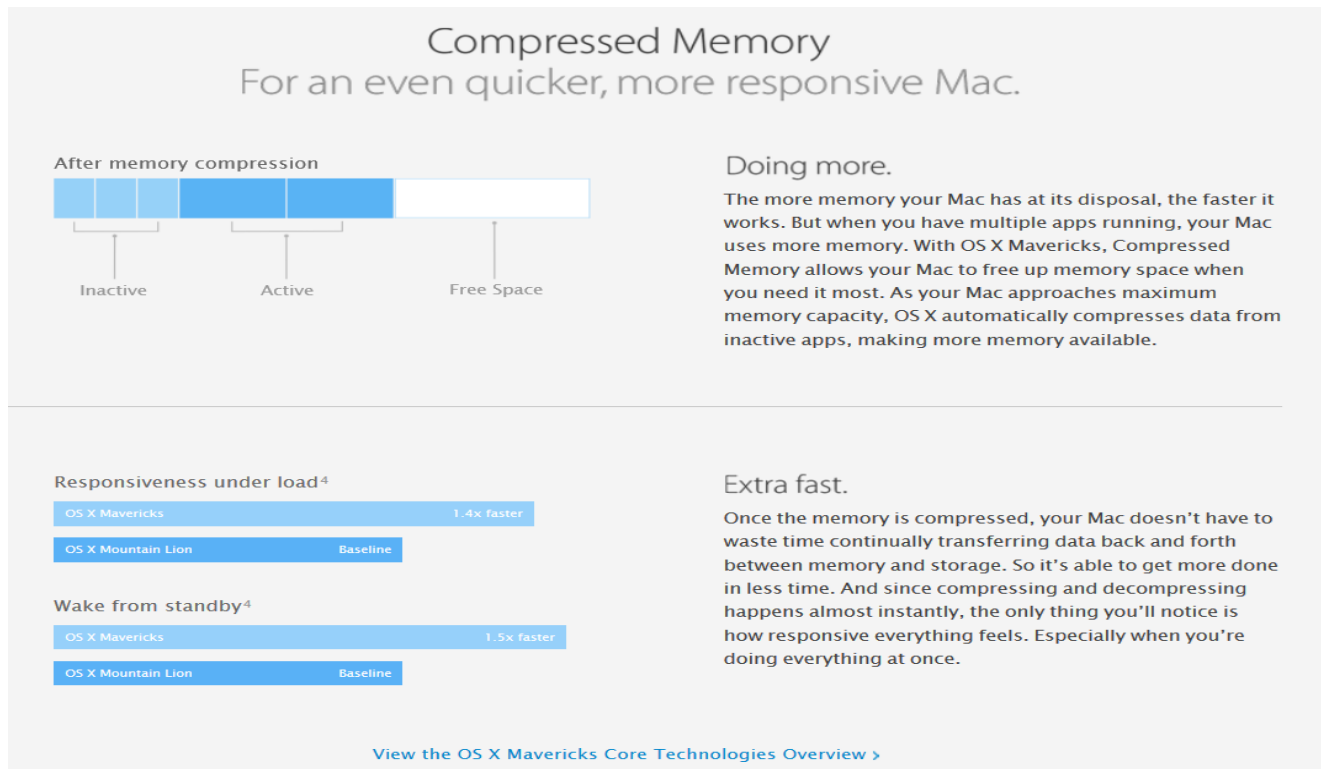 Compressed Memory
For an even quicker, more responsive Mac.
After memory compression
Inactive
Active
Free Space
Doing more.
The more memory your Mac has at its disposal, the faster it
works. But when you have multiple apps running, your Mac
uses more memory. With OS X Mavericks, Compressed
Memory allows your Mac to free up memory space when
you need it most. As your Mac approaches maximum
memory capacity, OS X automatically compresses data from
inactive apps, making more memory available.
Responsiveness under load⁴
OS X Mavericks 1.4x faster
OS X Mountain Lion Baseline
Wake from standby⁴
OS X Mavericks 1.5x faster
OS X Mountain Lion Baseline
Extra fast.
Once the memory is compressed, your Mac doesn’t have to
waste time continually transferring data back and forth
between memory and storage. So it’s able to get more done
in less time. And since compressing and decompressing
happens almost instantly, the only thing you’ll notice is
how responsive everything feels. Especially when you’re
doing everything at once.
View the OS X Mavericks Core Technologies Overview ›